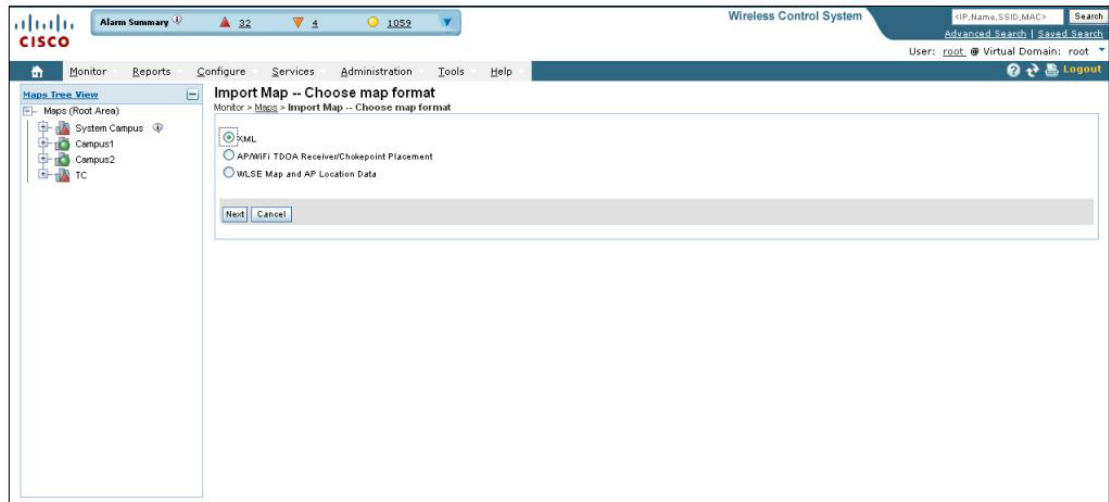 Alarm Summary 32 4 1059
Wireless Control System
<IP,Name,SSID,MAC> Search
Advanced Search | Saved Search
CISCO
User: root @ Virtual Domain: root
Monitor Reports Configure Services Administration Tools Help
Logout
Maps Tree View
Maps (Root Area)
System Campus
Campus1
Campus2
TC
Import Map -- Choose map format
Monitor > Maps > Import Map -- Choose map format
XML
AP/WiFi TDOA Receiver/Chokepoint Placement
WLSE Map and AP Location Data
Next Cancel